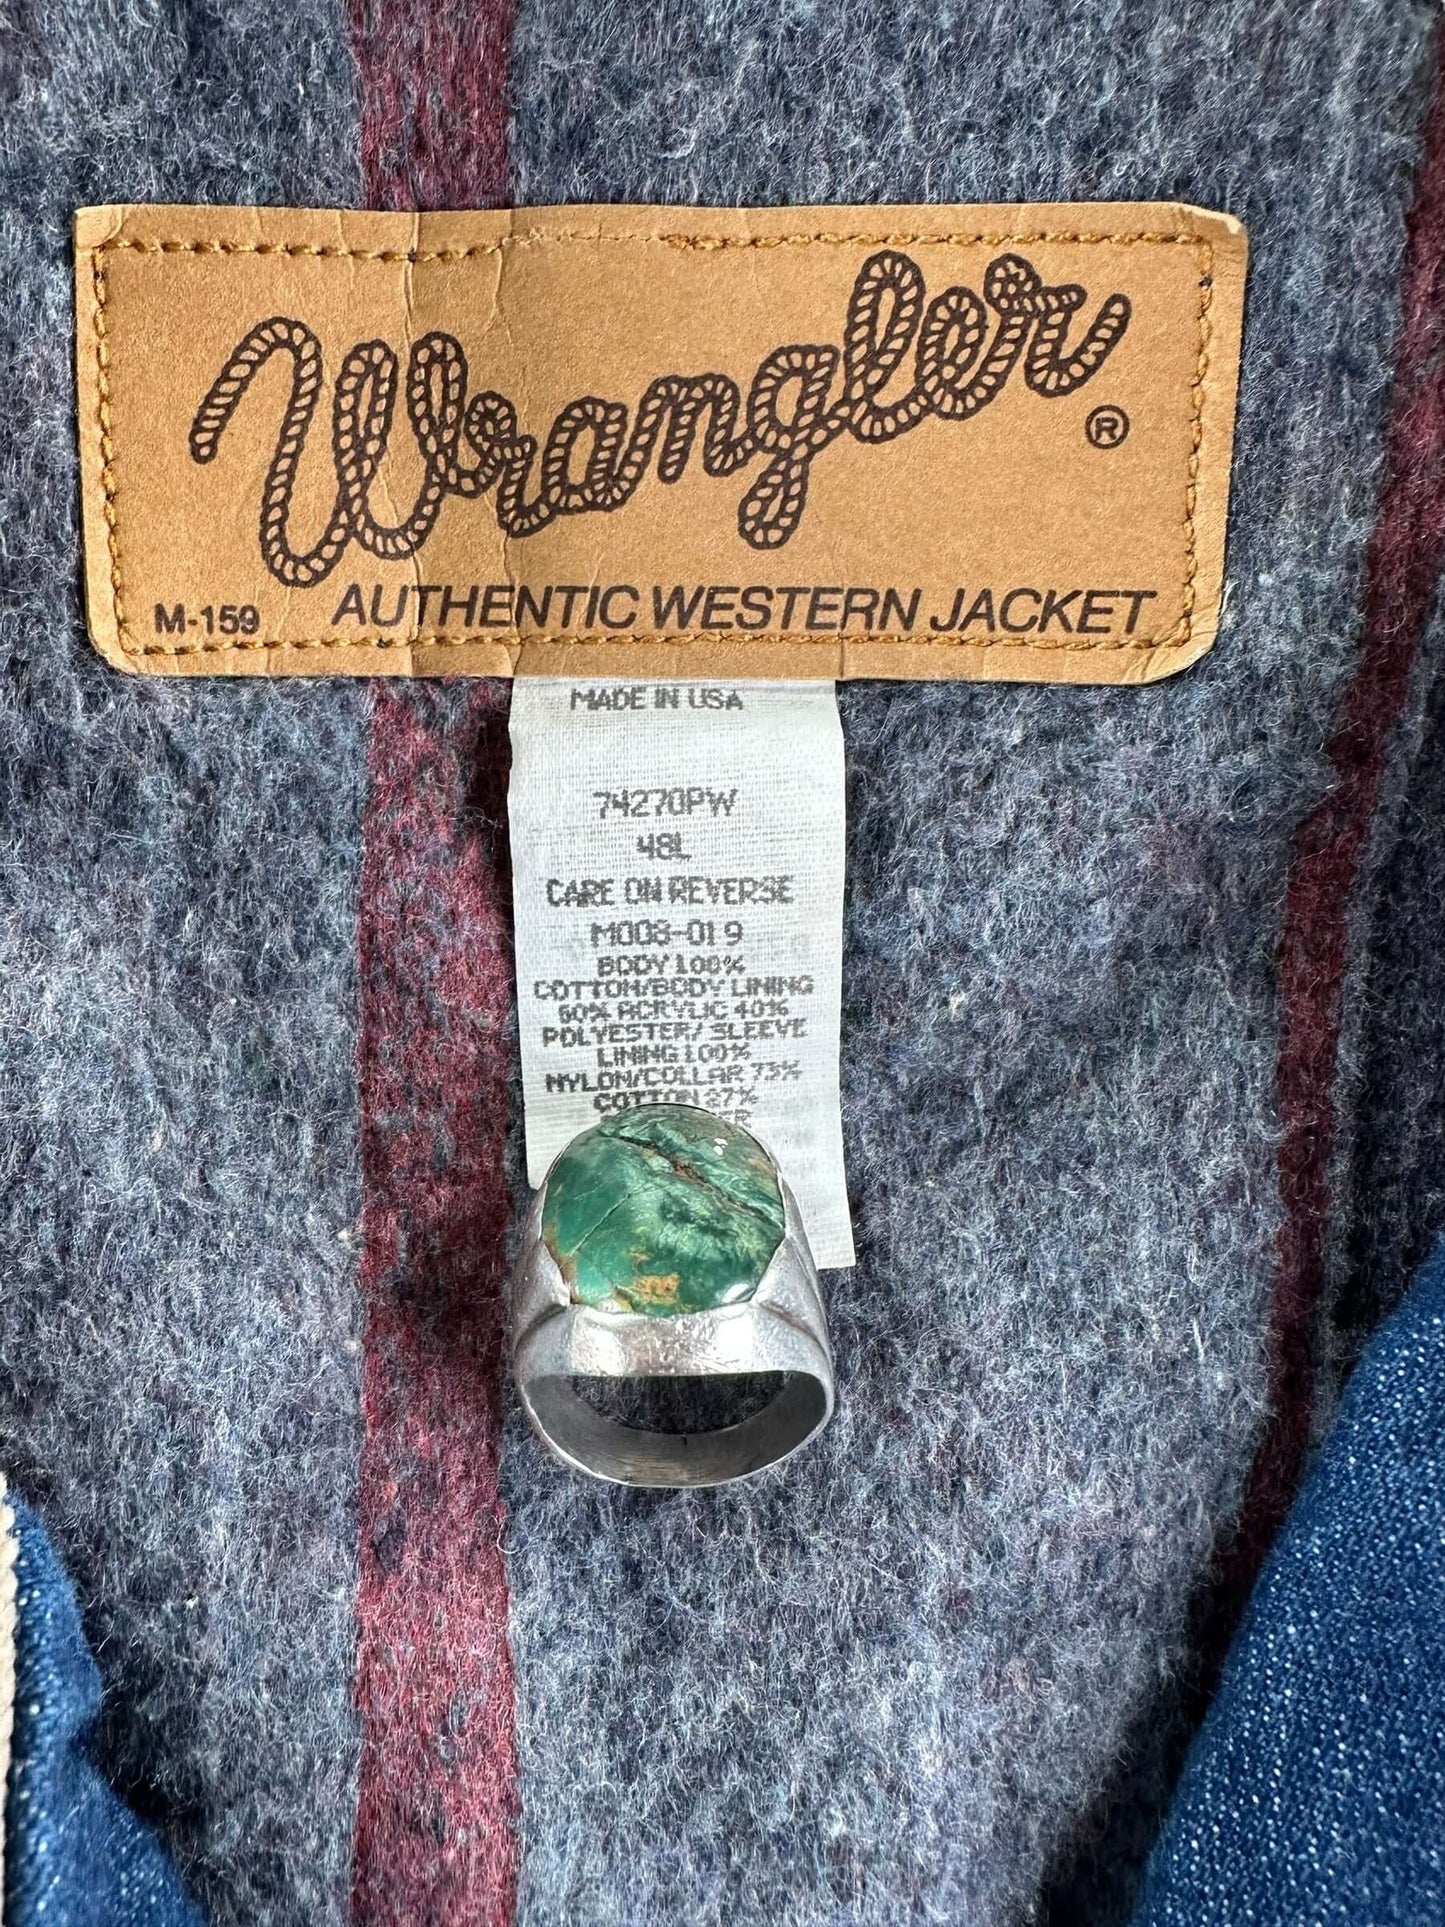 Wrangler®
M-159 AUTHENTIC WESTERN JACKET
MADE IN USA
74270PW
48L
CARE ON REVERSE
M008-019
BODY 100%
COTTON/BODY LINING
60% ACRYLIC 40%
POLYESTER/ SLEEVE
LINING 100%
NYLON/COLLAR 73%
COTTON 27%